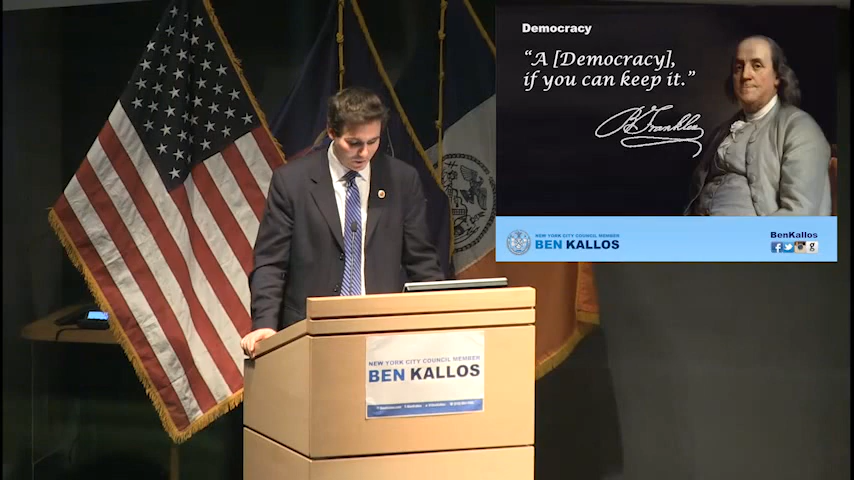 Democracy
“A [Democracy],
if you can keep it.”
B. Franklin
NEW YORK CITY COUNCIL MEMBER
BEN KALLOS
BenKallos
NEW YORK CITY COUNCIL MEMBER
BEN KALLOS